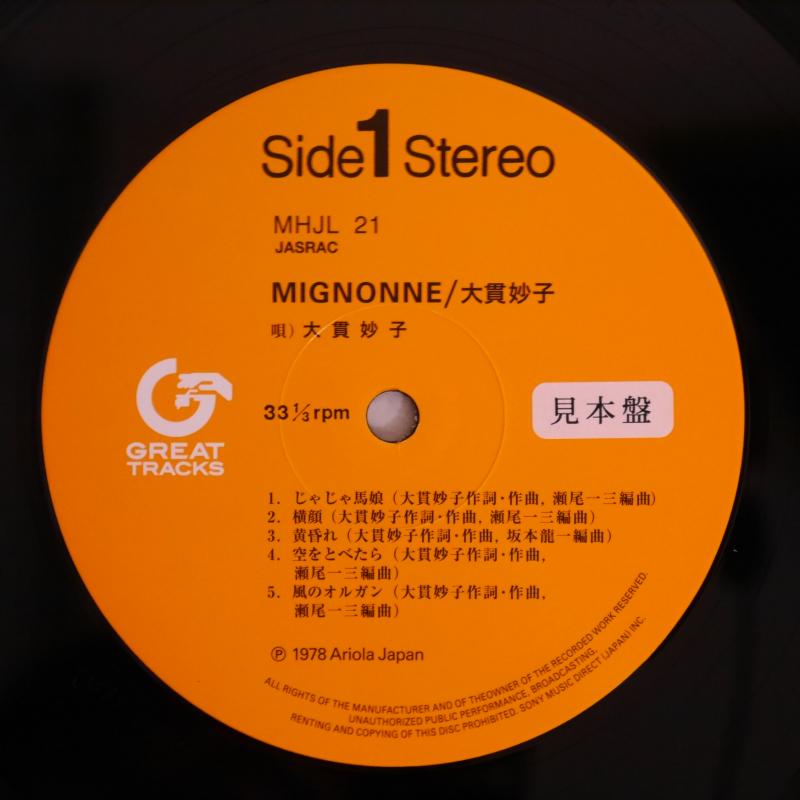 Side 1 Stereo
MHJL 21
JASRAC
MIGNONNE/大貫妙子
唄）大貫妙子
33 1/3 rpm
見本盤
GREAT
TRACKS
1. じゃじゃ馬娘（大貫妙子作詞・作曲, 瀬尾一三編曲）
2. 横顔（大貫妙子作詞・作曲, 瀬尾一三編曲）
3. 黄昏れ（大貫妙子作詞・作曲, 坂本龍一編曲）
4. 空をとべたら（大貫妙子作詞・作曲,
瀬尾一三編曲）
5. 風のオルガン（大貫妙子作詞・作曲,
瀬尾一三編曲）
Ⓟ 1978 Ariola Japan
ALL RIGHTS OF THE MANUFACTURER AND OF THEOWNER OF THE RECORDED WORK RESERVED.
UNAUTHORIZED PUBLIC PERFORMANCE, BROADCASTING,
RENTING AND COPYING OF THIS DISC PROHIBITED. SONY MUSIC DIRECT (JAPAN) INC.